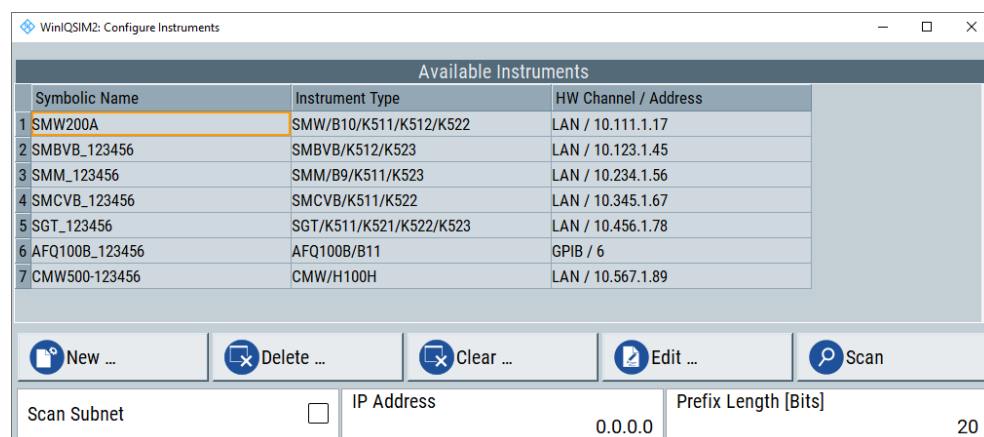 WinIQSIM2: Configure Instruments
Available Instruments
Symbolic Name Instrument Type HW Channel / Address
1 SMW200A SMW/B10/K511/K512/K522 LAN / 10.111.1.17
2 SMBVB_123456 SMBVB/K512/K523 LAN / 10.123.1.45
3 SMM_123456 SMM/B9/K511/K523 LAN / 10.234.1.56
4 SMCVB_123456 SMCVB/K511/K522 LAN / 10.345.1.67
5 SGT_123456 SGT/K511/K521/K522/K523 LAN / 10.456.1.78
6 AFQ100B_123456 AFQ100B/B11 GPIB / 6
7 CMW500-123456 CMW/H100H LAN / 10.567.1.89
New ... Delete ... Clear ... Edit ... Scan
Scan Subnet IP Address Prefix Length [Bits]
0.0.0.0 20